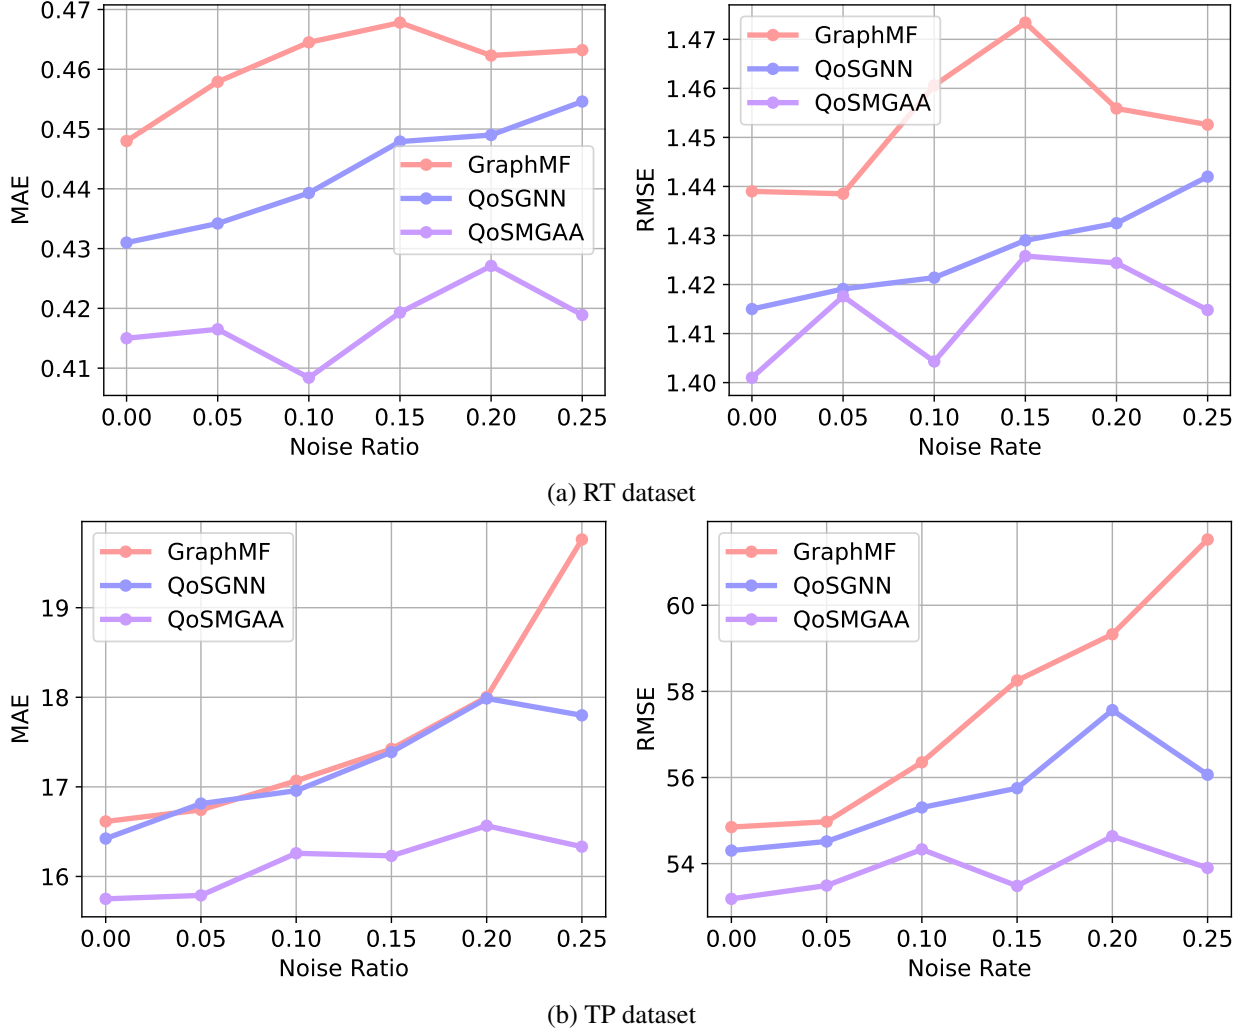 0.47
0.46
0.45
0.44
0.43
0.42
0.41
MAE
GraphMF
QoSGNN
QoSMGAA
0.00 0.05 0.10 0.15 0.20 0.25
Noise Ratio
1.47
1.46
1.45
1.44
1.43
1.42
1.41
1.40
RMSE
GraphMF
QoSGNN
QoSMGAA
0.00 0.05 0.10 0.15 0.20 0.25
Noise Rate
(a) RT dataset
19
18
17
16
MAE
GraphMF
QoSGNN
QoSMGAA
0.00 0.05 0.10 0.15 0.20 0.25
Noise Ratio
60
58
56
54
RMSE
GraphMF
QoSGNN
QoSMGAA
0.00 0.05 0.10 0.15 0.20 0.25
Noise Rate
(b) TP dataset